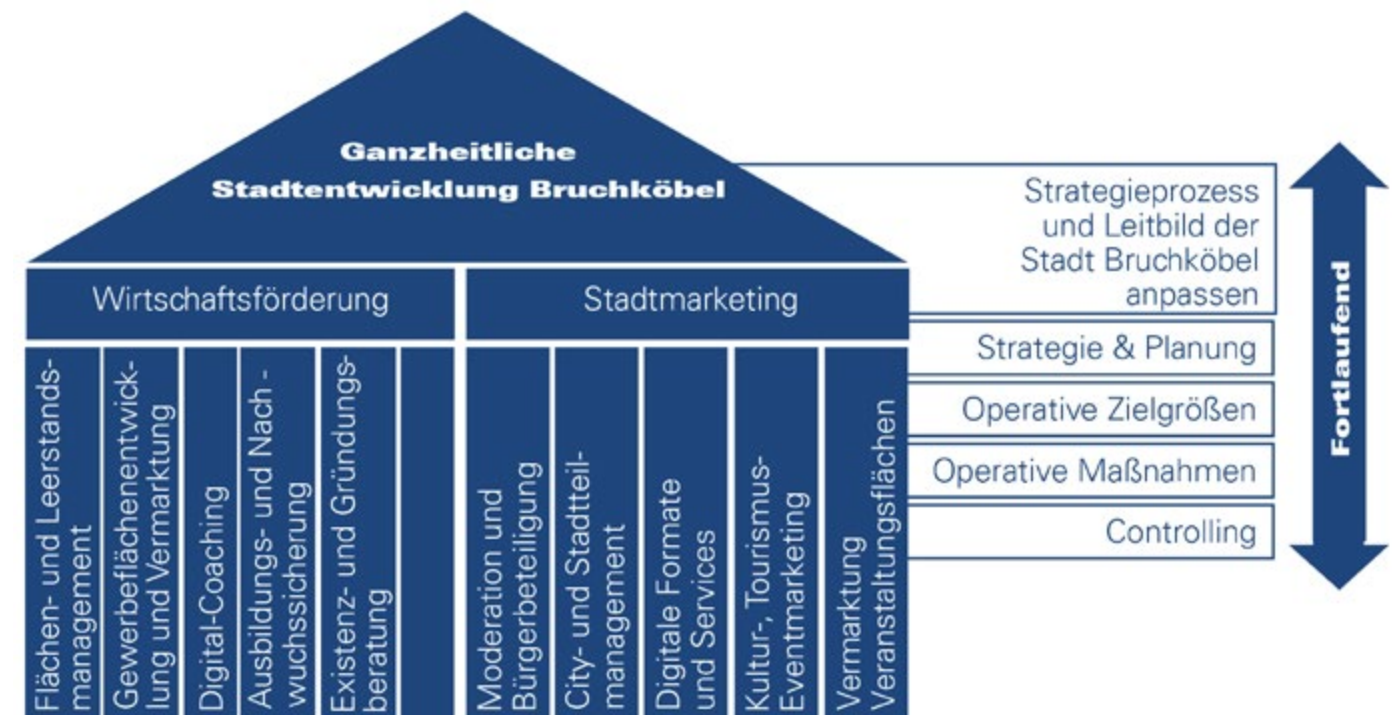 Ganzheitliche
Stadtentwicklung Bruchköbel
Wirtschaftsförderung
Stadtmarketing
Flächen- und Leerstands-
management
Gewerbeflächenentwick-
lung und Vermarktung
Digital-Coaching
Ausbildungs- und Nach -
wuchssicherung
Existenz- und Gründungs-
beratung
Moderation und
Bürgerbeteiligung
City- und Stadtteil-
management
Digitale Formate
und Services
Kultur-, Tourismus-
Eventmarketing
Vermarktung
Veranstaltungsflächen
Strategieprozess
und Leitbild der
Stadt Bruchköbel
anpassen
Strategie & Planung
Operative Zielgrößen
Operative Maßnahmen
Controlling
Fortlaufend